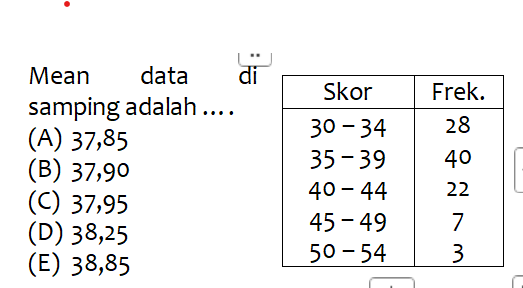 Mean data di
samping adalah ....
(A) 37,85
(B) 37,90
(C) 37,95
(D) 38,25
(E) 38,85
Skor Frek.
30 – 34 28
35 – 39 40
40 – 44 22
45 – 49 7
50 – 54 3